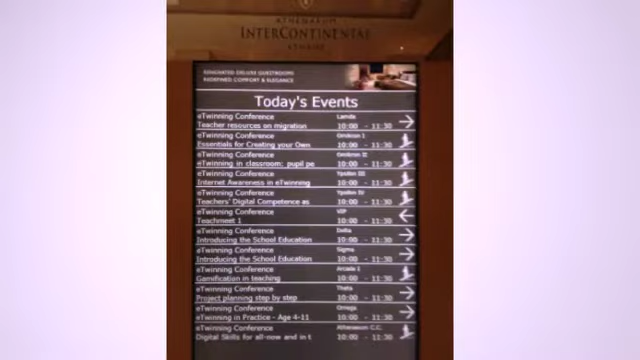 ATHENAEUM
INTERCONTINENTAL
ATHENS
REDECORATED DELUXE GUESTROOMS
REDEFINED COMFORT & ELEGANCE
Today's Events
eTwinning Conference Lamda
Teacher resources on migration 10:00 - 11:30
eTwinning Conference Omikron I
Essentials for Creating your Own 10:00 - 11:30
eTwinning Conference Omikron II
eTwinning in classroom: pupil pe 10:00 - 11:30
eTwinning Conference Ypsilon III
Internet Awareness in eTwinning 10:00 - 11:30
eTwinning Conference Ypsilon IV
Teachers' Digital Competence as 10:00 - 11:30
eTwinning Conference VIP
Teachmeet 1 10:00 - 11:30
eTwinning Conference Delta
Introducing the School Education 10:00 - 11:30
eTwinning Conference Sigma
Introducing the School Education 10:00 - 11:30
eTwinning Conference Arcade I
Gamification in teaching 10:00 - 11:30
eTwinning Conference Theta
Project planning step by step 10:00 - 11:30
eTwinning Conference Omega
eTwinning in Practice - Age 4-11 10:00 - 11:30
eTwinning Conference Athenaeum C.C.
Digital Skills for all-now and in t 10:00 - 11:30